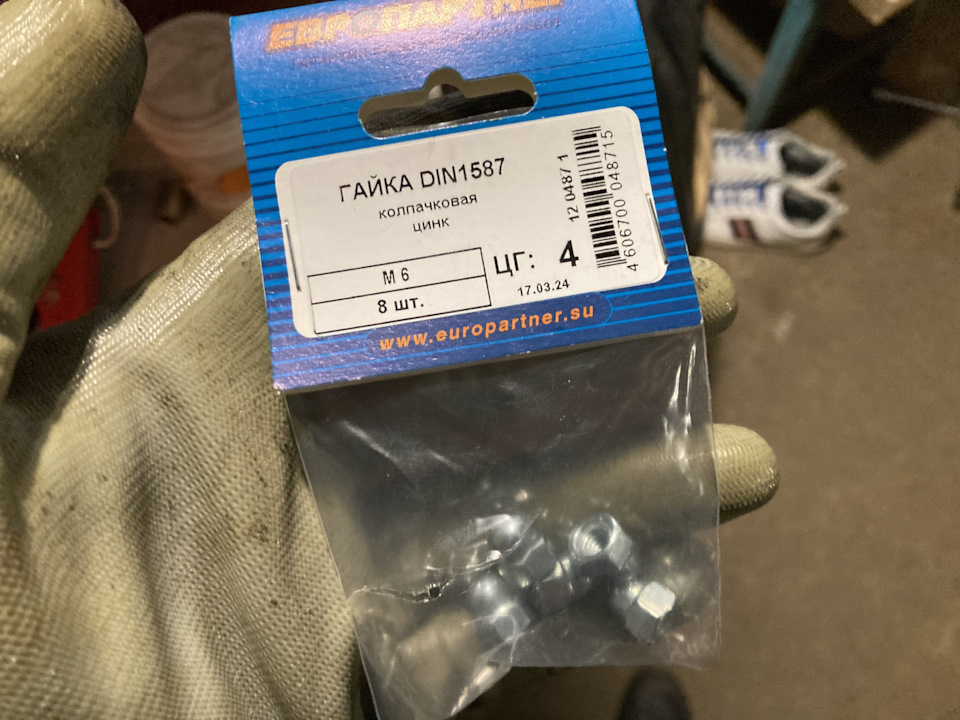 ЕВРОПАРТНЕР
ГАЙКА DIN1587
колпачковая
цинк
М 6
8 шт.
ЦГ: 4
17.03.24
12 0487 1
4 606700 048715
www.europartner.su